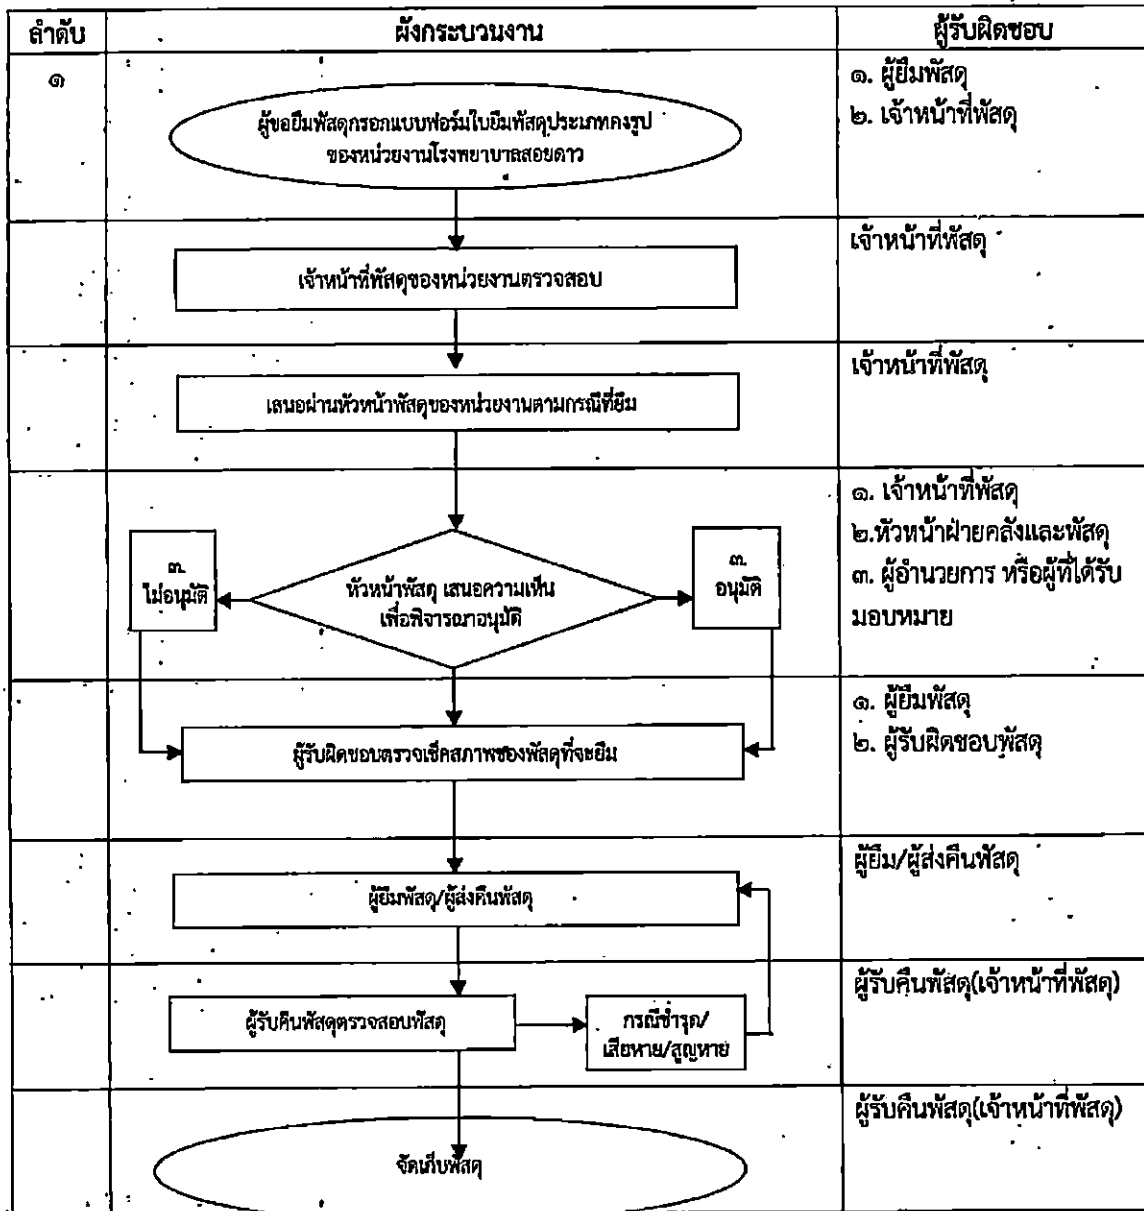 ลำดับ
ผังกระบวนงาน
ผู้รับผิดชอบ
๑
ผู้ขอยืมพัสดุกรอกแบบฟอร์มใบยืมพัสดุประเภทคงรูป
ของหน่วยงานโรงพยาบาลสอยดาว
๑. ผู้ยืมพัสดุ
๒. เจ้าหน้าที่พัสดุ
เจ้าหน้าที่พัสดุของหน่วยงานตรวจสอบ
เจ้าหน้าที่พัสดุ
เสนอผ่านหัวหน้าพัสดุของหน่วยงานตามกรณีที่ยืม
เจ้าหน้าที่พัสดุ
๓.
ไม่อนุมัติ
หัวหน้าพัสดุ เสนอความเห็น
เพื่อพิจารณาอนุมัติ
๓.
อนุมัติ
๑. เจ้าหน้าที่พัสดุ
๒.หัวหน้าฝ่ายคลังและพัสดุ
๓. ผู้อำนวยการ หรือผู้ที่ได้รับ
มอบหมาย
ผู้รับผิดชอบตรวจเช็คสภาพของพัสดุที่จะยืม
๑. ผู้ยืมพัสดุ
๒. ผู้รับผิดชอบพัสดุ
ผู้ยืมพัสดุ/ผู้ส่งคืนพัสดุ
ผู้ยืม/ผู้ส่งคืนพัสดุ
ผู้รับคืนพัสดุตรวจสอบพัสดุ
กรณีชำรุด/
เสียหาย/สูญหาย
ผู้รับคืนพัสดุ(เจ้าหน้าที่พัสดุ)
จัดเก็บพัสดุ
ผู้รับคืนพัสดุ(เจ้าหน้าที่พัสดุ)